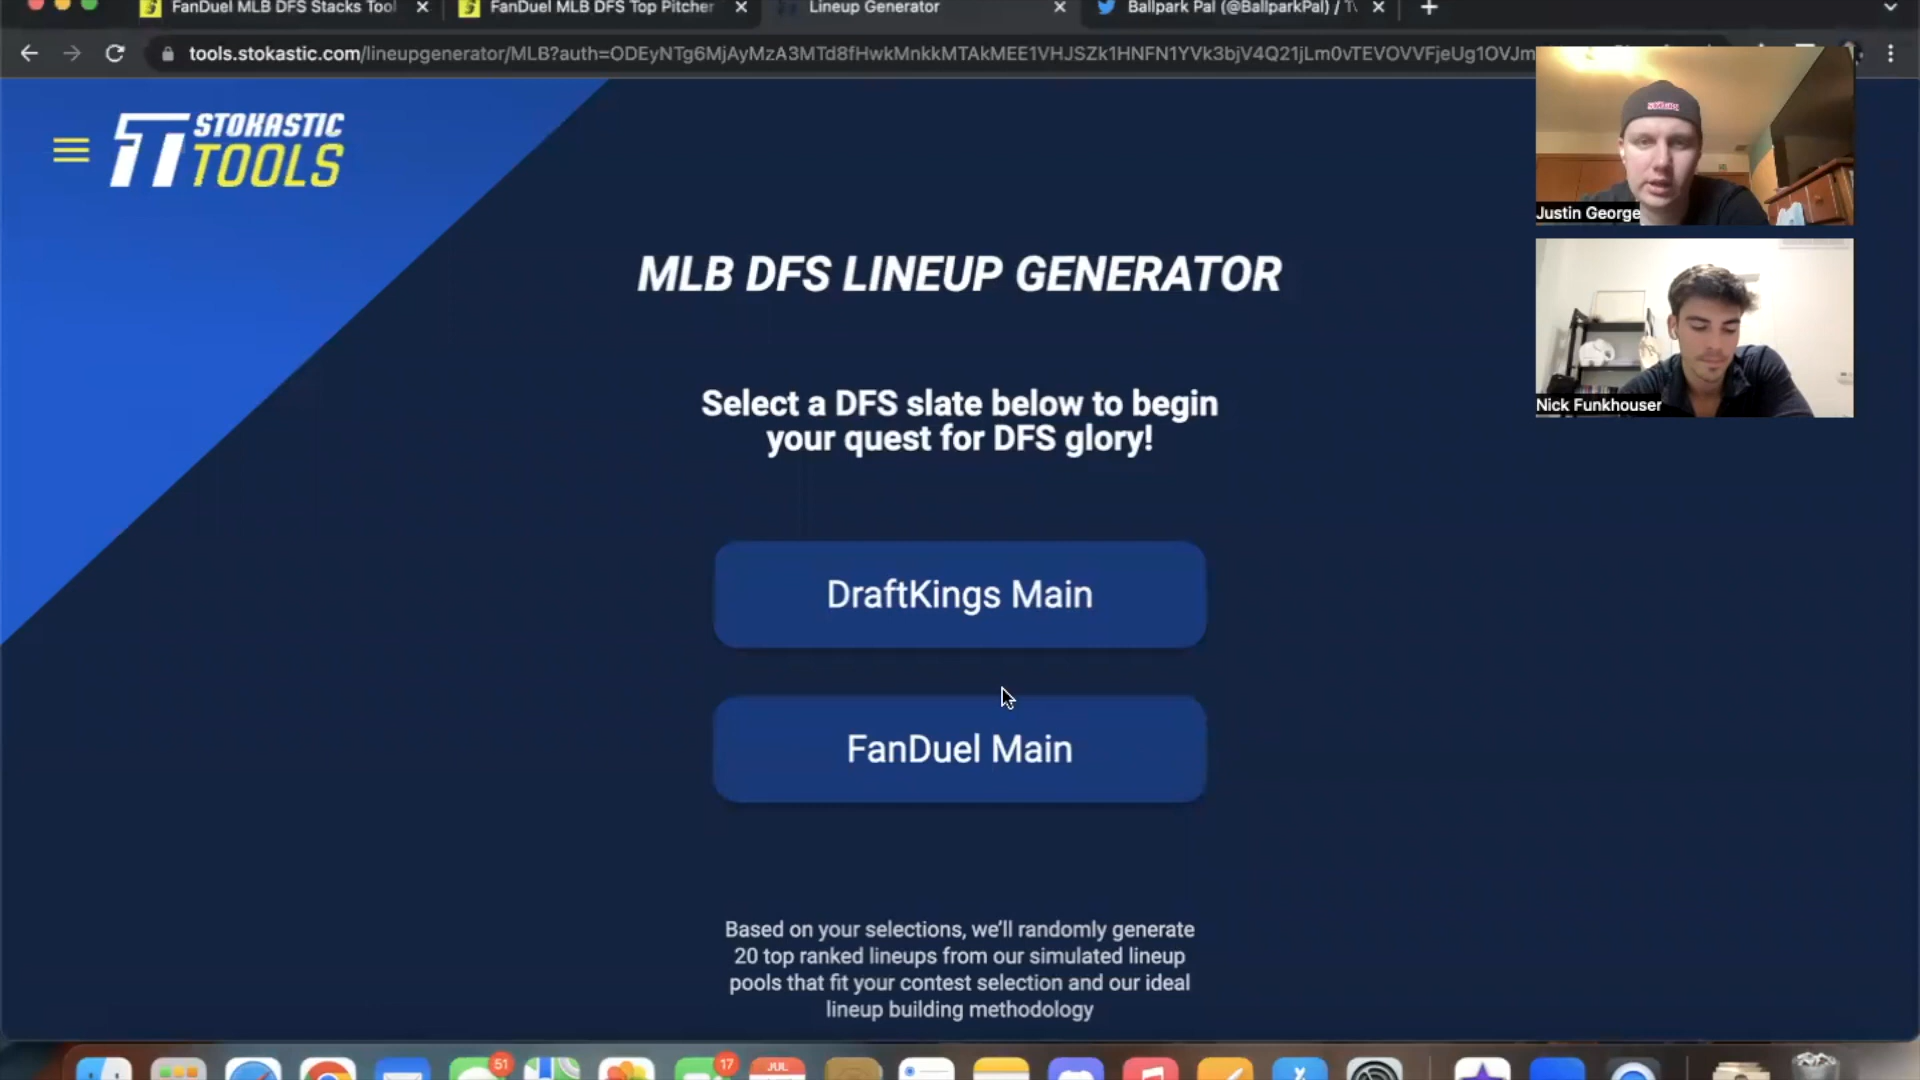 FanDuel MLB DFS Stacks Tool
FanDuel MLB DFS Top Pitcher
Lineup Generator
Ballpark Pal (@BallparkPal) / T
tools.stokastic.com/lineupgenerator/MLB?auth=ODEyNTg6MjAyMzA3MTd8fHwkMnkkMTAkMEE1VHJSZk1HNFN1YVk3bjV4Q21jLm0vTEVOVVFjeUg1OVJm
STOKASTIC
TOOLS
Justin George
Nick Funkhouser
MLB DFS LINEUP GENERATOR
Select a DFS slate below to begin
your quest for DFS glory!
DraftKings Main
FanDuel Main
Based on your selections, we'll randomly generate
20 top ranked lineups from our simulated lineup
pools that fit your contest selection and our ideal
lineup building methodology
51
17
JUL